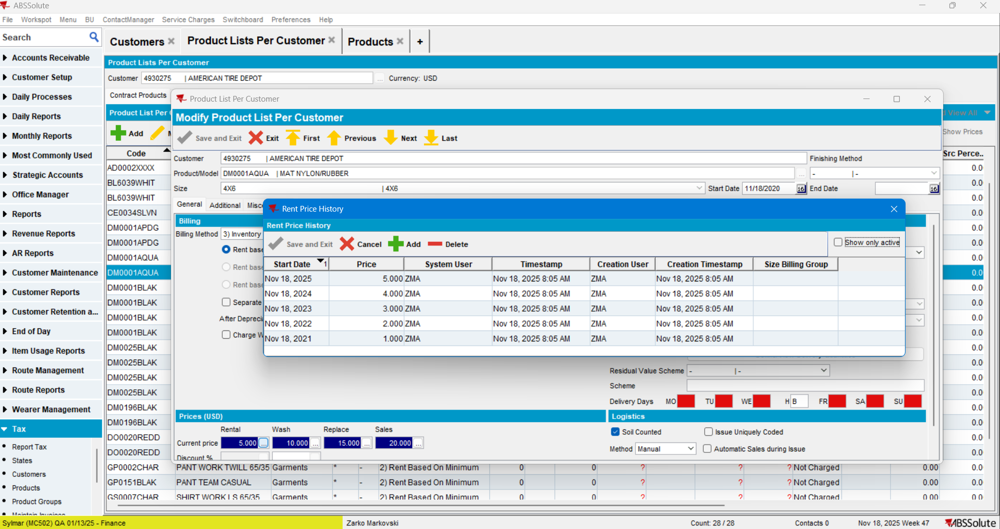 ABSSolute
File Workspot Menu BU ContactManager Service Charges Switchboard Preferences Help
Search
Customers Product Lists Per Customer Products +
Accounts Receivable
Customer Setup
Daily Processes
Daily Reports
Monthly Reports
Most Commonly Used
Strategic Accounts
Office Manager
Reports
Revenue Reports
AR Reports
Customer Maintenance
Customer Reports
Customer Retention a...
End of Day
Item Usage Reports
Route Management
Route Reports
Wearer Management
Tax
Report Tax
States
Customers
Products
Product Groups
Maintain Invoices
Product Lists Per Customer
Customer 4930275 | AMERICAN TIRE DEPOT ... Currency: USD
Contract Products
Product List Per
View All
Add
Show Prices
Code
Src Perce..
AD0002XXXX 0.0
BL6039WHIT 0.0
BL6039WHIT 0.0
CE0034SLVN 0.0
DM0001APDG 0.0
DM0001APDG 0.0
DM0001AQUA 0.0
DM0001AQUA 0.0
DM0001BLAK 0.0
DM0001BLAK 0.0
DM0001BLAK 0.0
DM0001BLAK 0.0
DM0025BLAK 0.0
DM0025BLAK 0.0
DM0025BLAK 0.0
DM0025BLAK 0.0
DM0196BLAK 0.0
DM0196BLAK 0.0
DO0020REDD 0.0
DO0020REDD 0.0
GP0002CHAR PANT WORK TWILL 65/35 Garments * - 2) Rent Based On Minimum 0 0 ? ? ? Not Charged 0.00 0.0
GP0151BLAK PANT TEAM CASUAL Garments * - 2) Rent Based On Minimum 0 0 ? ? ? Not Charged 0.00 0.0
GS0007CHAR SHIRT WORK LS 65/35 Garments * - 2) Rent Based On Minimum 0 0 ? ? ? Not Charged 0.00 0.0
Product List Per Customer
Modify Product List Per Customer
Save and Exit Exit First Previous Next Last
Customer 4930275 | AMERICAN TIRE DEPOT Finishing Method
Product/Model DM0001AQUA | MAT NYLON/RUBBER ... - | -
Size 4X6 | 4X6 Start Date 11/18/2020 16 End Date 16
General Additional Misc
Billing
Billing Method 3) Inventory
Rent base
Rent base
Rent base
Separate
After Depreci
Charge W
Rent Price History
Rent Price History
Save and Exit Cancel Add Delete Show only active
Start Date 1 Price System User Timestamp Creation User Creation Timestamp Size Billing Group
Nov 18, 2025 5.000 ZMA Nov 18, 2025 8:05 AM ZMA Nov 18, 2025 8:05 AM
Nov 18, 2024 4.000 ZMA Nov 18, 2025 8:05 AM ZMA Nov 18, 2025 8:05 AM
Nov 18, 2023 3.000 ZMA Nov 18, 2025 8:05 AM ZMA Nov 18, 2025 8:05 AM
Nov 18, 2022 2.000 ZMA Nov 18, 2025 8:05 AM ZMA Nov 18, 2025 8:05 AM
Nov 18, 2021 1.000 ZMA Nov 18, 2025 8:05 AM ZMA Nov 18, 2025 8:05 AM
Residual Value Scheme - | -
Scheme
Delivery Days MO TU WE H B FR SA SU
Prices (USD)
Rental Wash Replace Sales
Current price 5.000 ... 10.000 ... 15.000 ... 20.000 ...
Discount %
Logistics
Soil Counted Issue Uniquely Coded
Method Manual Automatic Sales during Issue
Sylmar (MC502) QA 01/13/25 - Finance Zarko Markovski Count: 28 / 28 Contacts 0 Nov 18, 2025 Week 47 ABSSolute